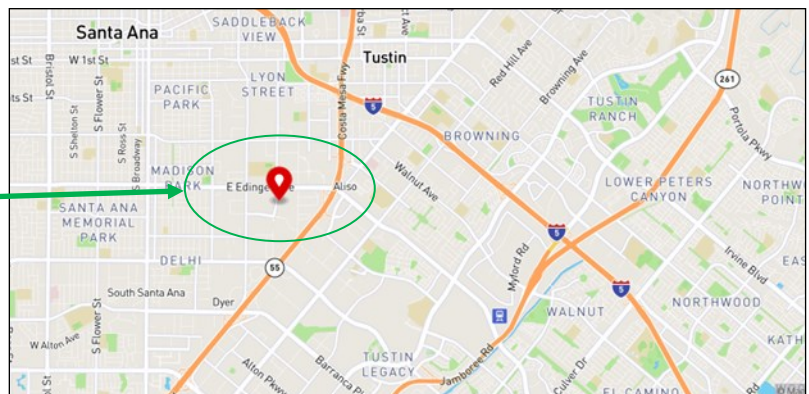 SADDLEBACK
VIEW
Santa Ana
W 1st St
Bristol St
LYON
STREET
Tustin
Costa Mesa Fwy
Red Hill Ave
Browning Ave
261
PACIFIC
PARK
S Flower St
S Shelton St
S Ross St
S Broadway
5
TUSTIN
RANCH
Portola Pkwy
BROWNING
MADISON
PARK
Walnut Ave
E Edinger
Aliso
LOWER PETERS
CANYON
SANTA ANA
MEMORIAL
PARK
5
DELHI
55
Myford Rd
Irvine Blvd
5
South Santa Ana
Dyer
NORTHWOOD
WALNUT
S Flower St
W Alton Ave
TUSTIN
LEGACY
Alton Pkwy
Barranca
Jamboree Rd
Culver Dr
EL CAMINO
Rd